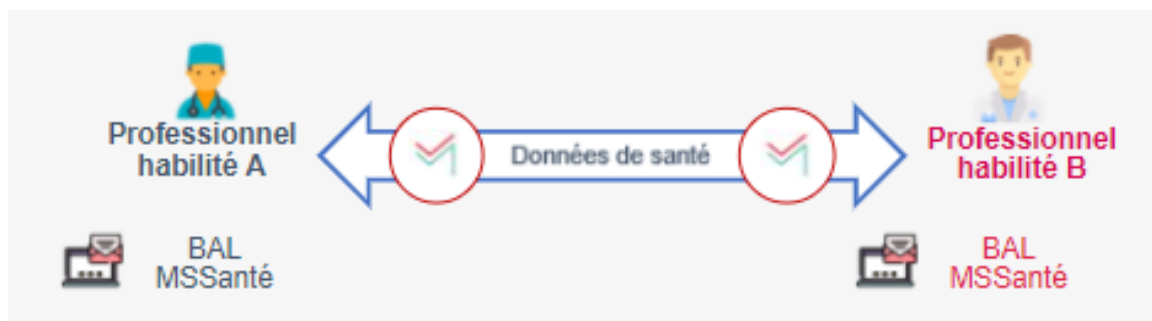 Professionnel
habilité A
Données de santé
Professionnel
habilité B
BAL
MSSanté
BAL
MSSanté